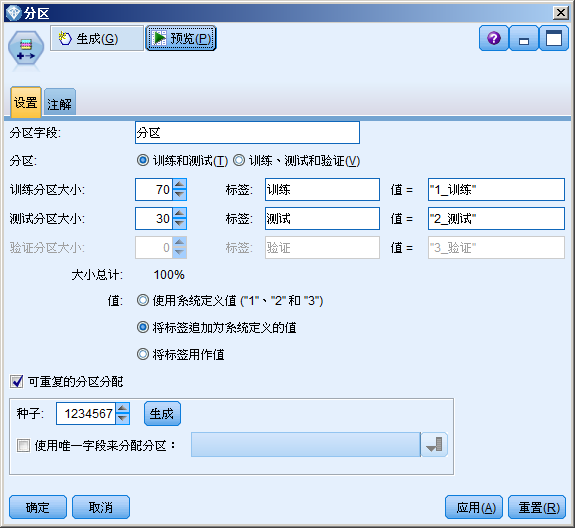 分区
生成(G) 预览(P)
设置 注解
分区字段: 分区
分区: 训练和测试(T) 训练、测试和验证(V)
训练分区大小: 70 标签: 训练 值 = "1_训练"
测试分区大小: 30 标签: 测试 值 = "2_测试"
验证分区大小: 0 标签: 验证 值 = "3_验证"
大小总计: 100%
值: 使用系统定义值 ("1"、"2" 和 "3")
将标签追加为系统定义的值
将标签用作值
可重复的分区分配
种子: 1234567 生成
使用唯一字段来分配分区：
确定 取消 应用(A) 重置(R)